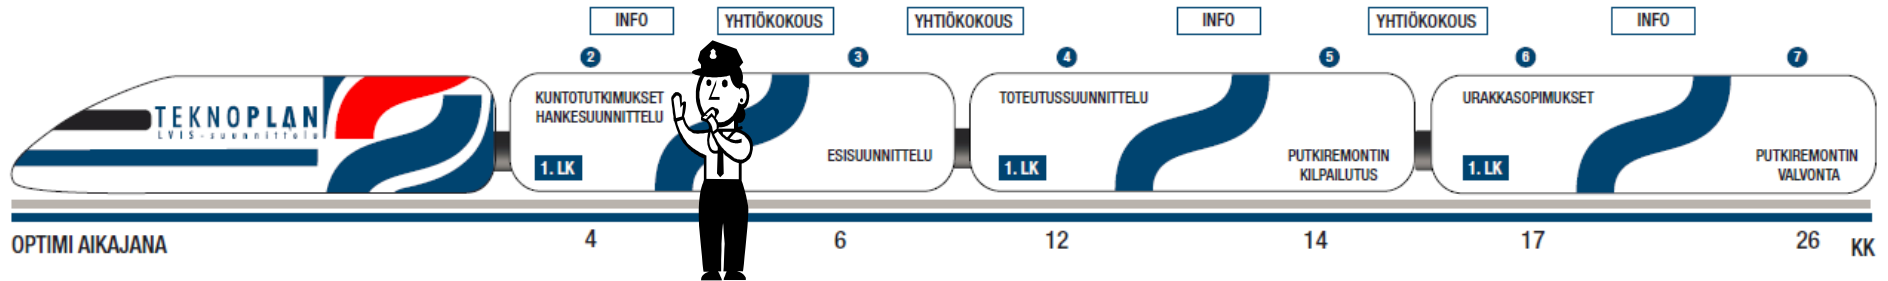 INFO
YHTIÖKOKOUS
YHTIÖKOKOUS
INFO
YHTIÖKOKOUS
INFO
2
3
4
5
6
7
TEKNOPLAN
LVIS-suunnittelu
KUNTOTUTKIMUKSET
HANKESUUNNITTELU
1. LK
ESISUUNNITTELU
TOTEUTUSSUUNNITTELU
1. LK
PUTKIREMONTIN
KILPAILUTUS
URAKKASOPIMUKSET
1. LK
PUTKIREMONTIN
VALVONTA
OPTIMI AIKAJANA
4
6
12
14
17
26
KK